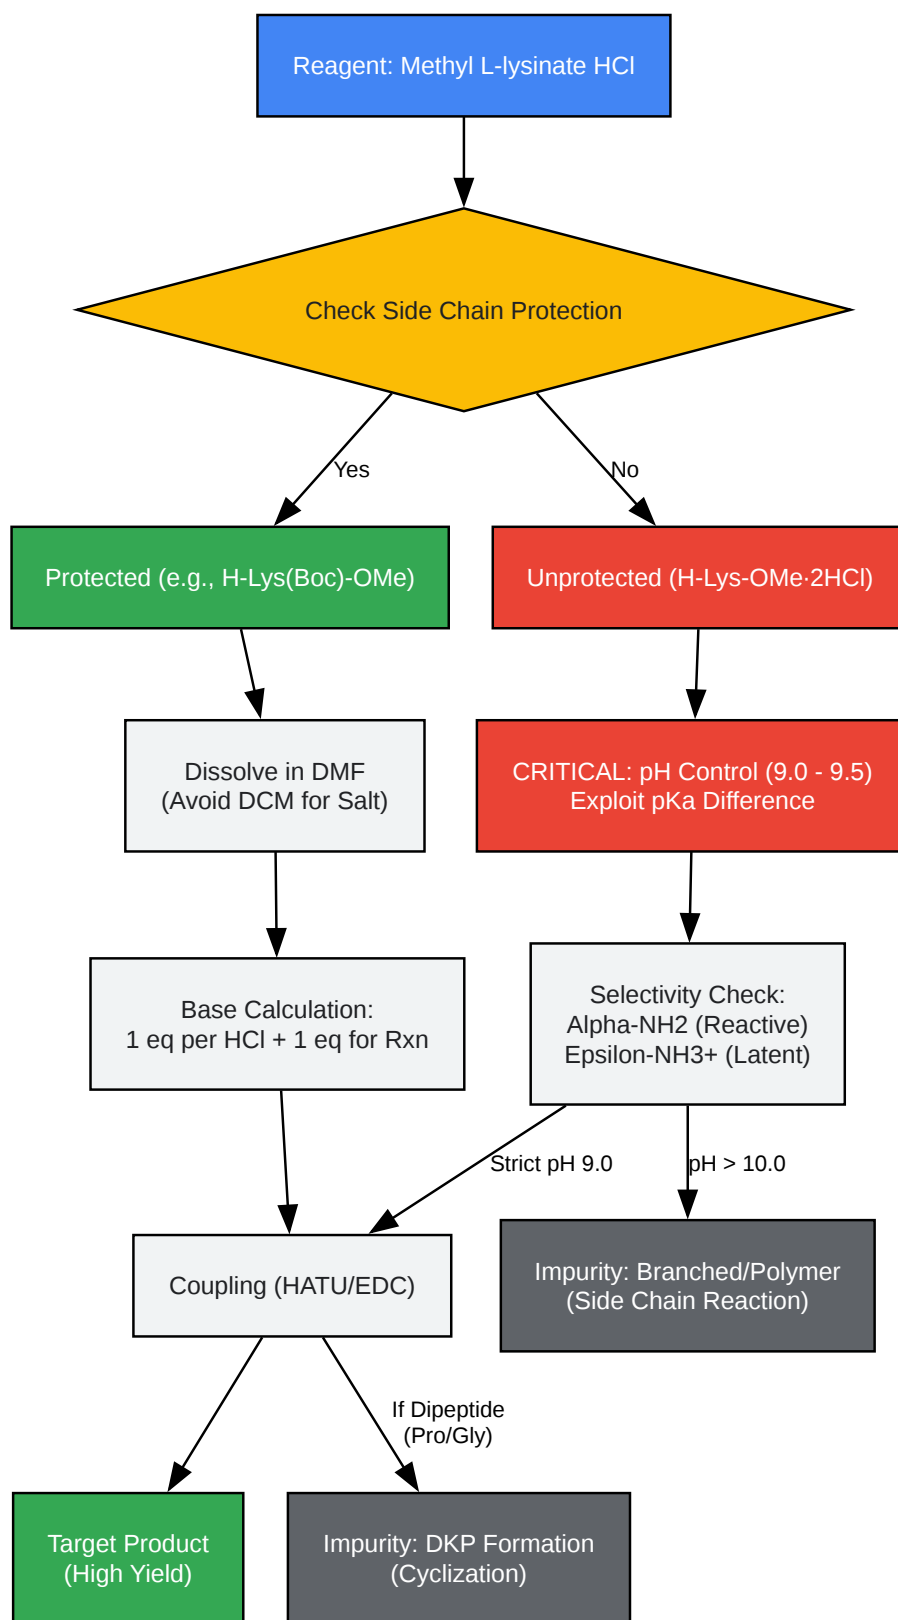 Reagent: Methyl L-lysinate HCl
Check Side Chain Protection
Yes
No
Protected (e.g., H-Lys(Boc)-OMe)
Unprotected (H-Lys-OMe·2HCl)
Dissolve in DMF
(Avoid DCM for Salt)
CRITICAL: pH Control (9.0 - 9.5)
Exploit pKa Difference
Base Calculation:
1 eq per HCl + 1 eq for Rxn
Selectivity Check:
Alpha-NH2 (Reactive)
Epsilon-NH3+ (Latent)
Strict pH 9.0
pH > 10.0
Coupling (HATU/EDC)
Impurity: Branched/Polymer
(Side Chain Reaction)
If Dipeptide
(Pro/Gly)
Target Product
(High Yield)
Impurity: DKP Formation
(Cyclization)